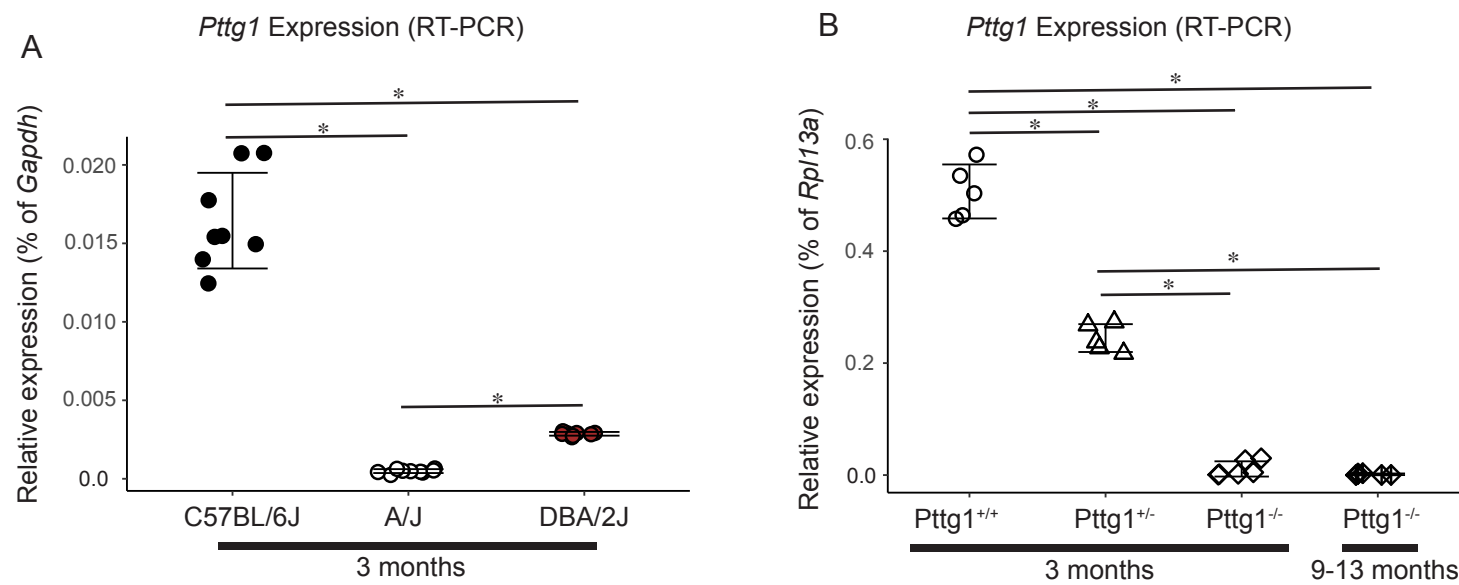 A
Pttg1 Expression (RT-PCR)
Relative expression (% of Gapdh)
*
*
*
0.020
0.015
0.010
0.005
0.0
C57BL/6J A/J DBA/2J
3 months
B
Pttg1 Expression (RT-PCR)
Relative expression (% of Rpl13a)
*
*
*
*
*
0.6
0.4
0.2
0.0
Pttg1+/+ Pttg1+/- Pttg1-/- Pttg1-/-
3 months 9-13 months